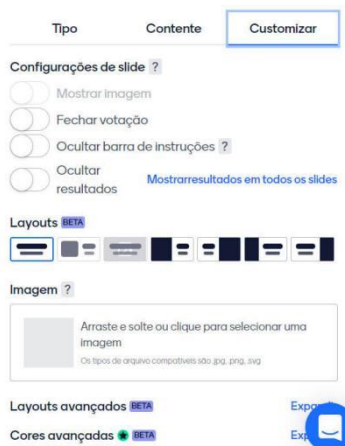 Tipo Contente Customizar
Configurações de slide ?
Mostrar imagem
Fechar votação
Ocultar barra de instruções ?
Ocultar
resultados
Mostrarresultados em todos os slides
Layouts BETA
Imagem ?
Arraste e solte ou clique para selecionar uma
imagem
Os tipos de arquivo compatíveis são jpg, png, svg
Layouts avançados BETA
Cores avançadas BETA